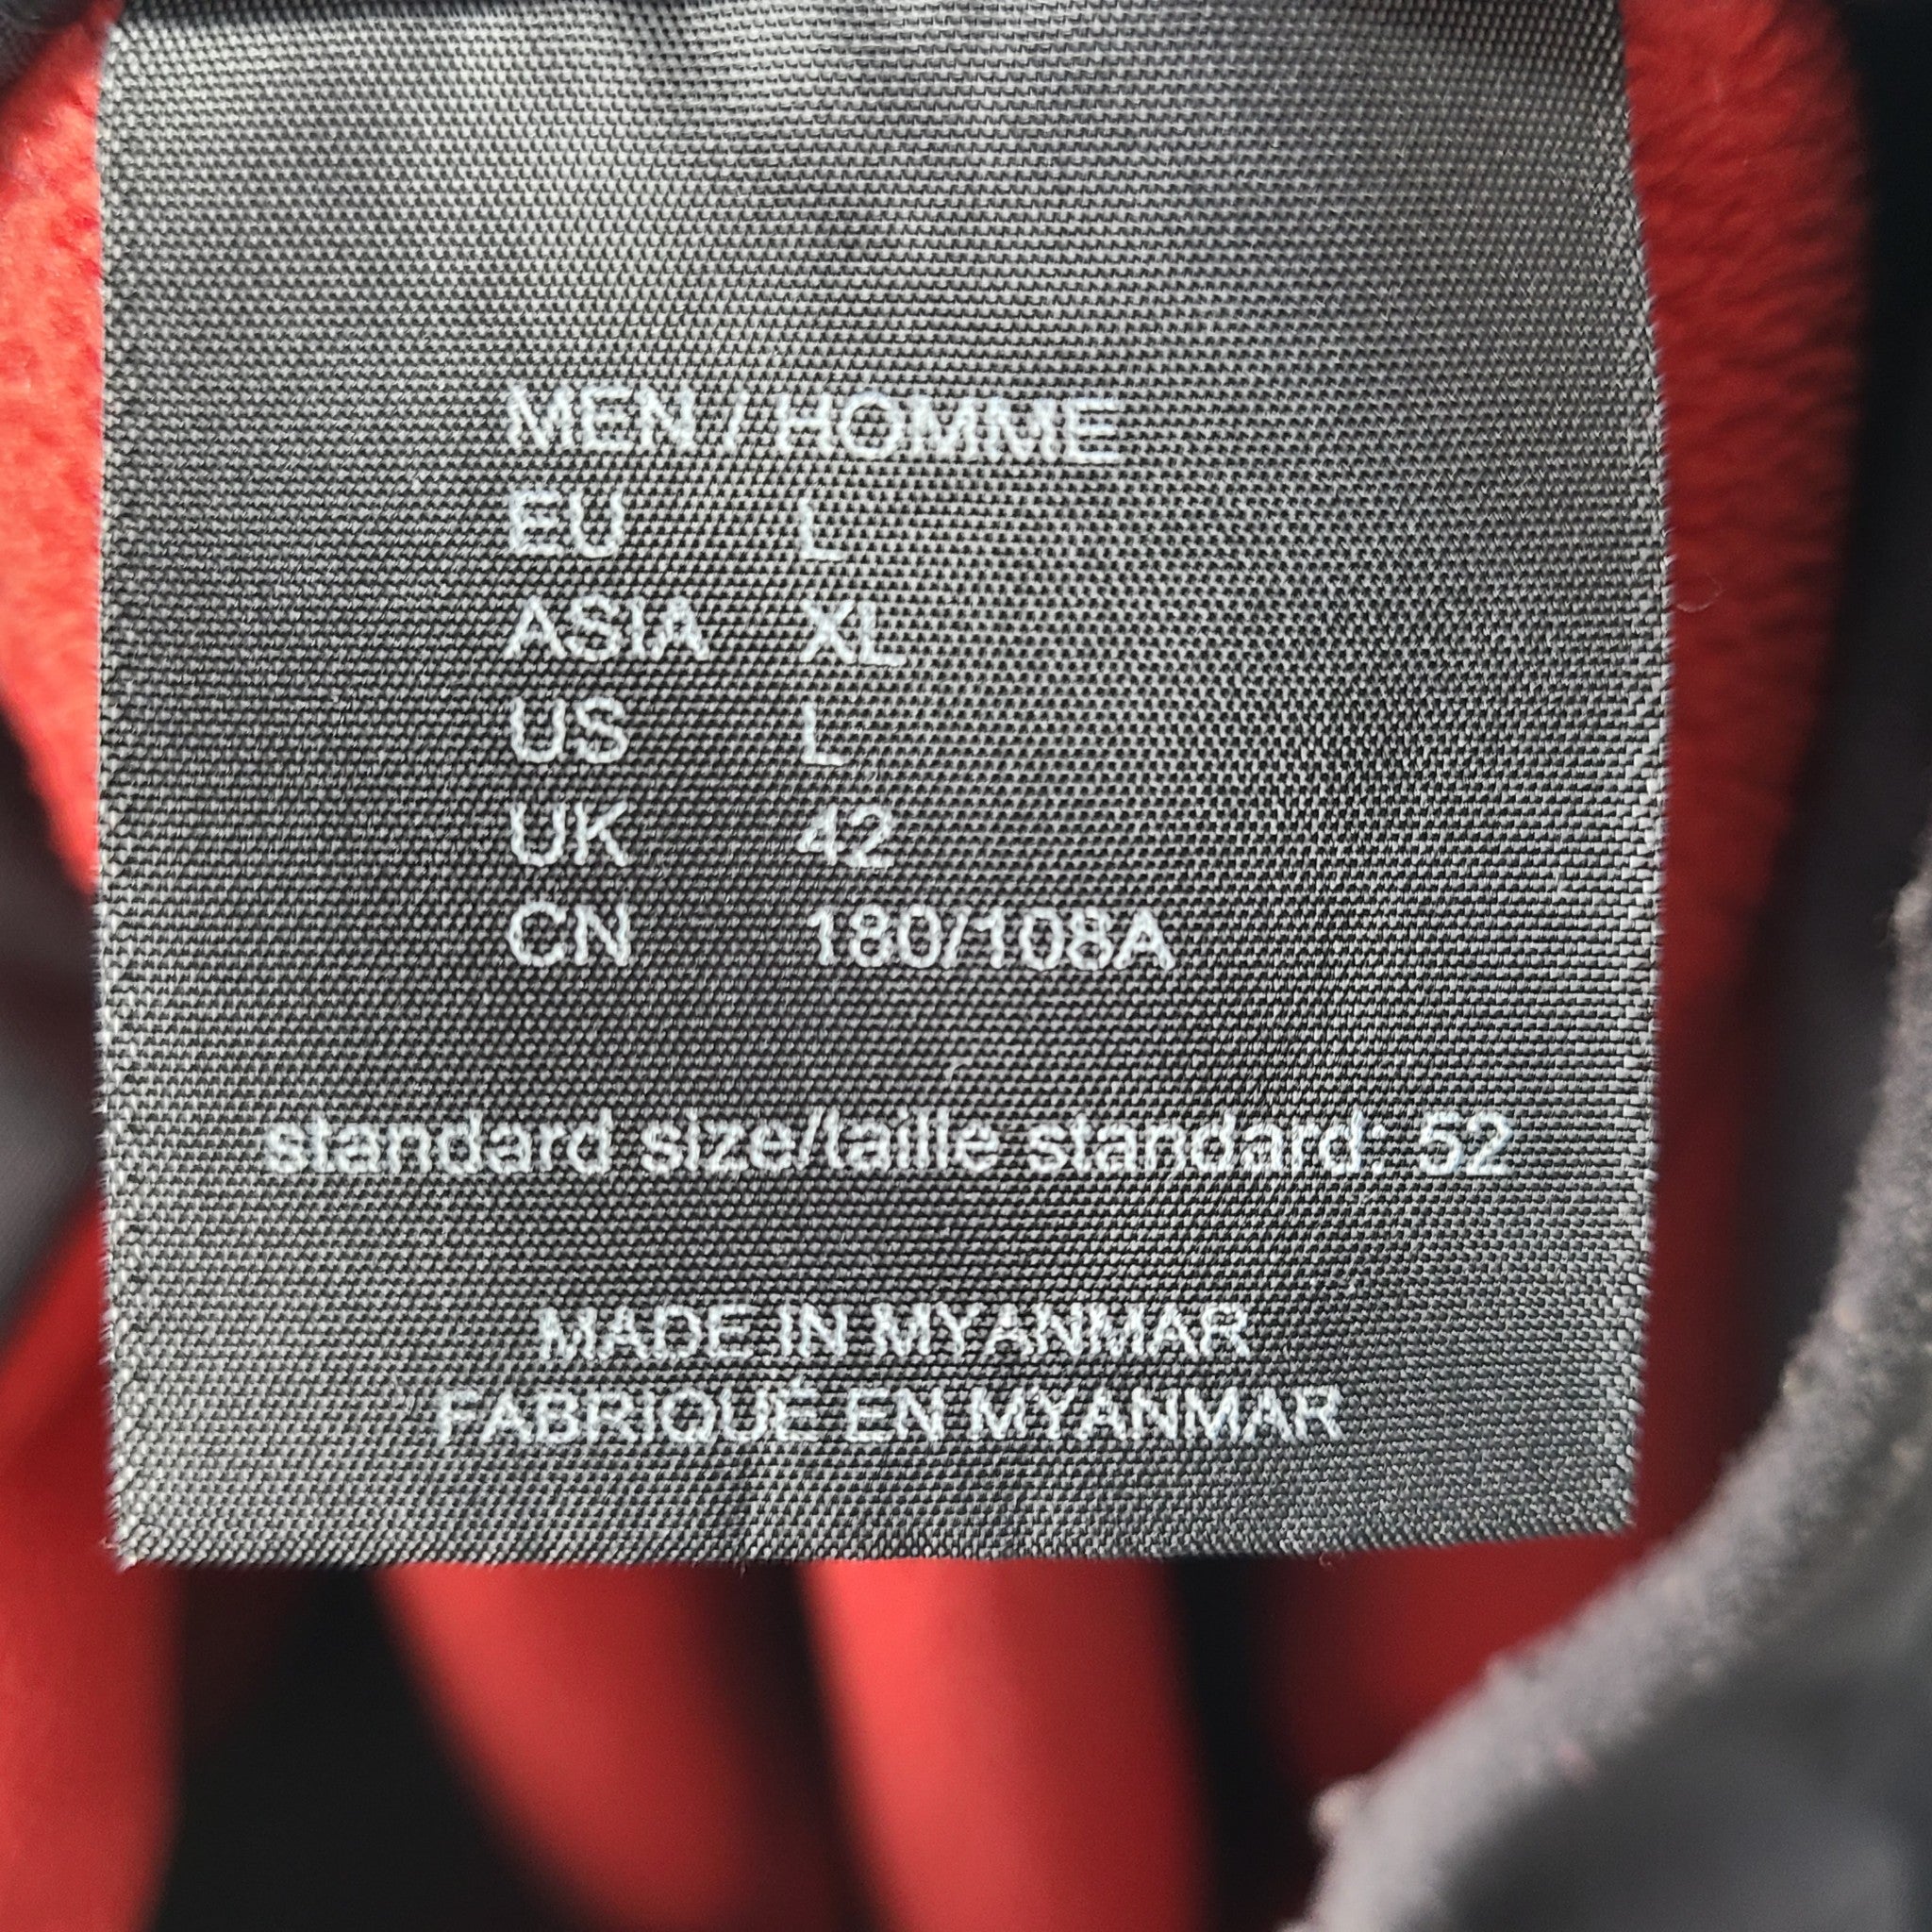 MEN / HOMME
EU L
ASIA XL
US L
UK 42
CN 180/108A
standard size/taille standard: 52
MADE IN MYANMAR
FABRIQUÉ EN MYANMAR